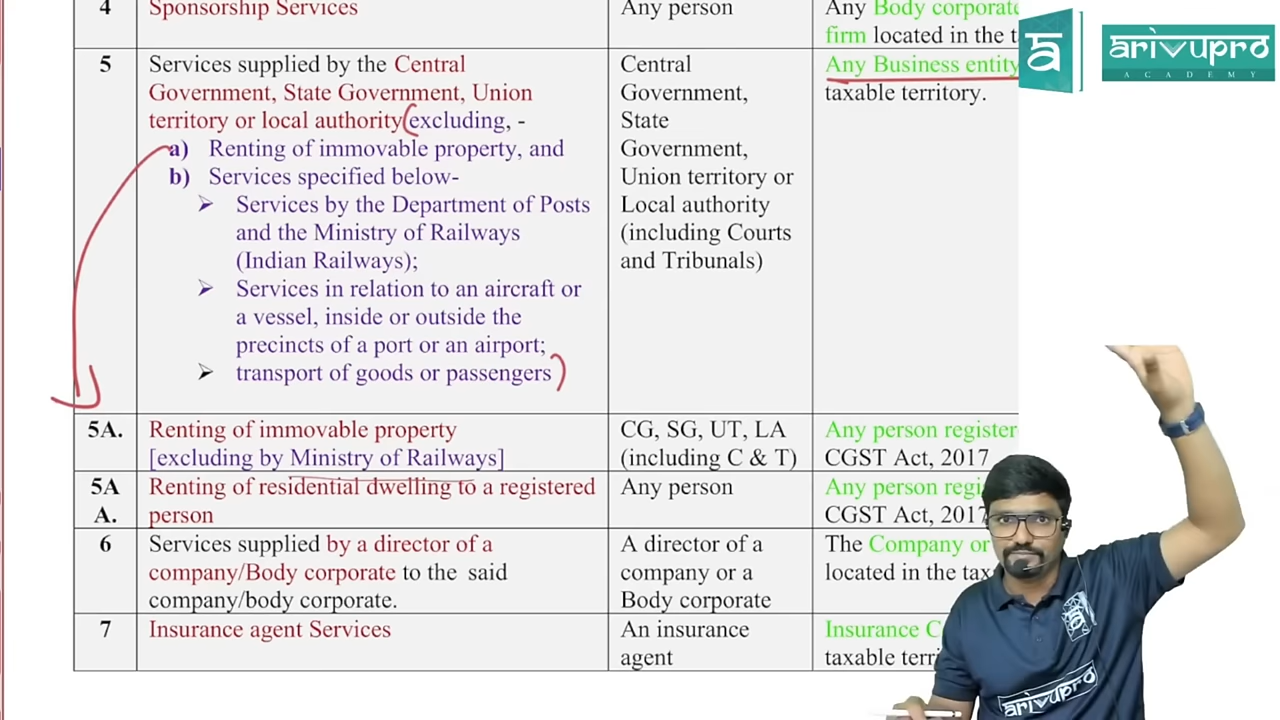 4 Sponsorship Services Any person Any Body corporate
firm located in the
5 Services supplied by the Central Central Any Business entity
Government, State Government, Union Government, taxable territory.
territory or local authority (excluding, - State
a) Renting of immovable property, and Government,
b) Services specified below- Union territory or
➢ Services by the Department of Posts Local authority
and the Ministry of Railways (including Courts
(Indian Railways); and Tribunals)
➢ Services in relation to an aircraft or
a vessel, inside or outside the
precincts of a port or an airport;
➢ transport of goods or passengers)
5A. Renting of immovable property CG, SG, UT, LA Any person
[excluding by Ministry of Railways] (including C & T) CGST Act, 2017
5A Renting of residential dwelling to a registered Any person Any person
A. person CGST Act, 2017
6 Services supplied by a director of a A director of a The Company or
company/Body corporate to the said company or a located in the
company/body corporate. Body corporate
7 Insurance agent Services An insurance Insurance
agent taxable
arivupro
ACADEMY
arivupro